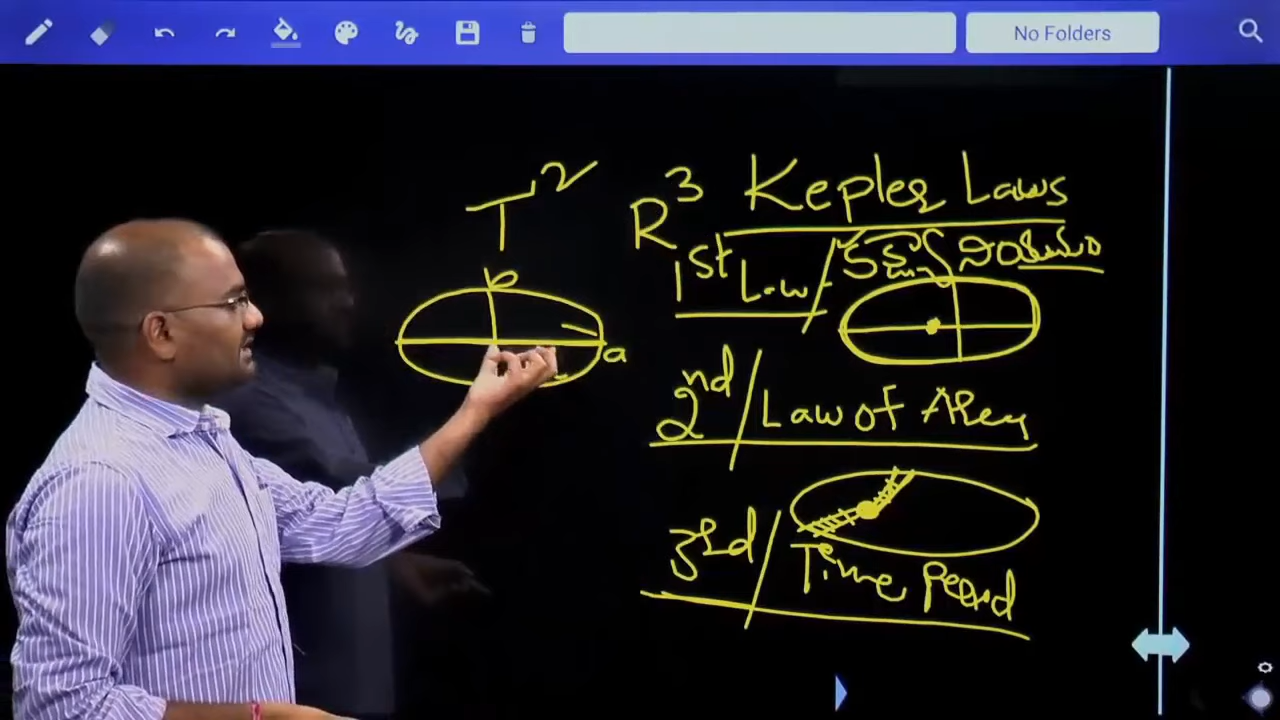 No Folders
T²
R³
Kepler Laws
1st Law/
b
a
2nd/ Law of Area
3rd/ Time Period